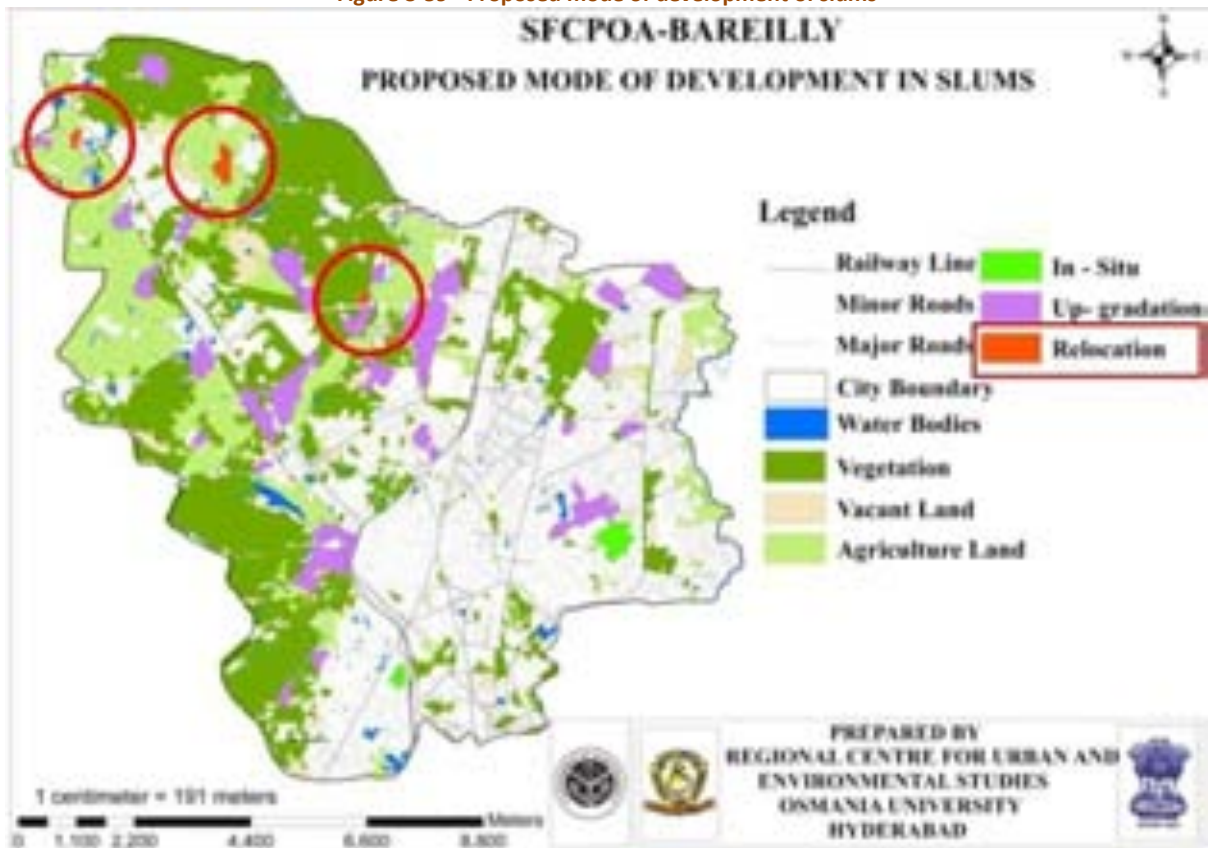 SFCPOA-BAREILLY
PROPOSED MODE OF DEVELOPMENT IN SLUMS
Legend
Railway Line
Minor Roads
Major Roads
City Boundary
Water Bodies
Vegetation
Vacant Land
Agriculture Land
In - Situ
Up- gradation
Relocation
1 centimeter = 191 meters
0 1,100 2,200 4,400 6,600 8,800 Meters
PREPARED BY
REGIONAL CENTRE FOR URBAN AND
ENVIRONMENTAL STUDIES
OSMANIA UNIVERSITY
HYDERABAD